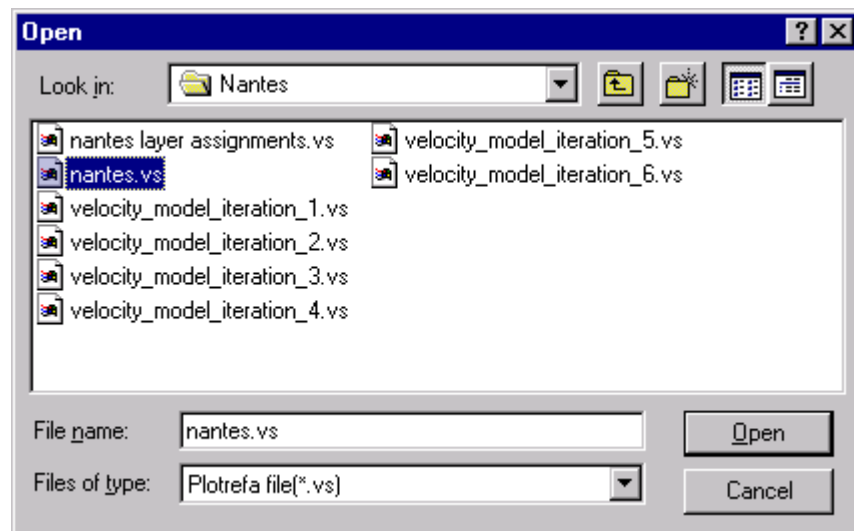 Open
Look in:
Nantes
nantes layer assignments.vs
nantes.vs
velocity_model_iteration_1.vs
velocity_model_iteration_2.vs
velocity_model_iteration_3.vs
velocity_model_iteration_4.vs
velocity_model_iteration_5.vs
velocity_model_iteration_6.vs
File name:
nantes.vs
Open
Files of type:
Plotrefa file(*.vs)
Cancel